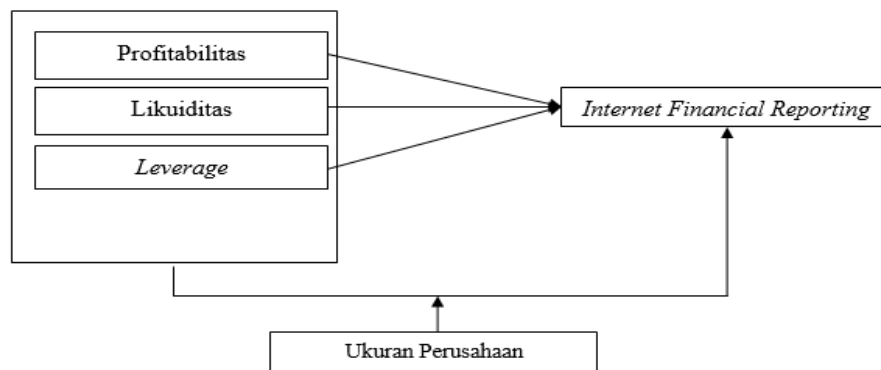 Profitabilitas
Likuiditas
Leverage
Internet Financial Reporting
Ukuran Perusahaan